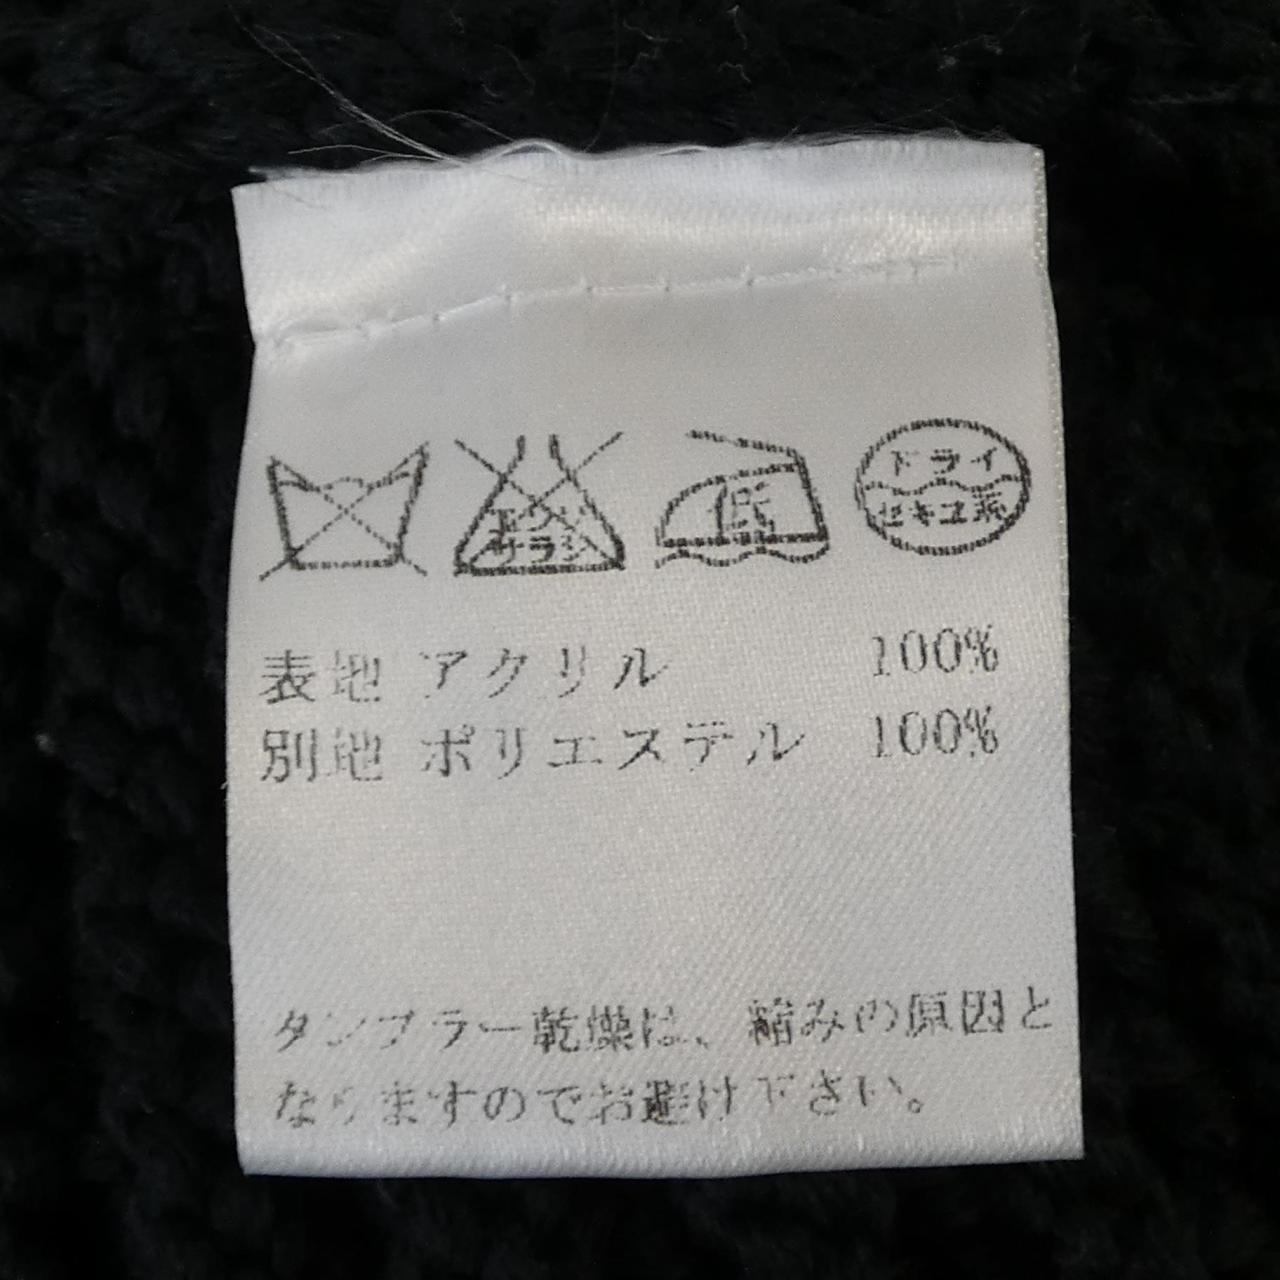 エンソ
サラシ
低
ドライ
セキユ系
表地 アクリル 100%
別地 ポリエステル 100%
タンブラー乾燥は、縮みの原因と
なりますのでお避け下さい。